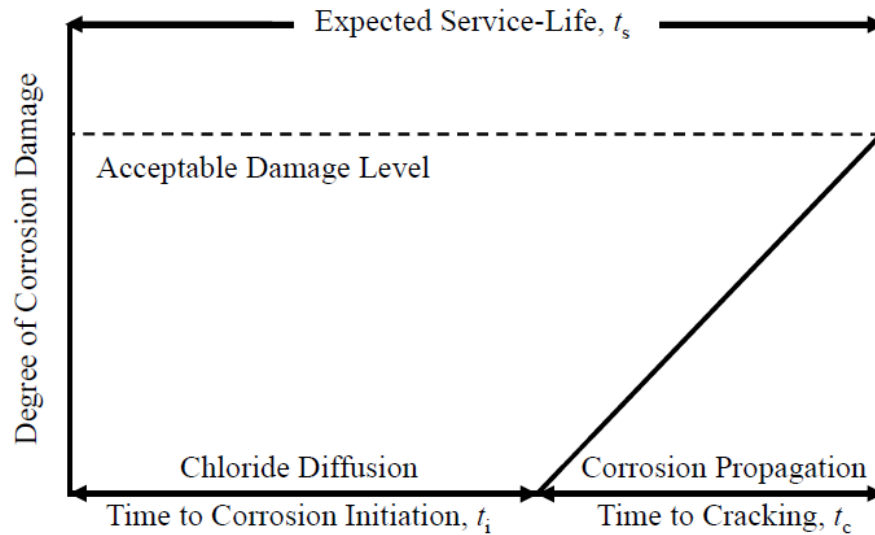 Expected Service-Life, tₛ
Degree of Corrosion Damage
Acceptable Damage Level
Chloride Diffusion
Corrosion Propagation
Time to Corrosion Initiation, tᵢ
Time to Cracking, t_c